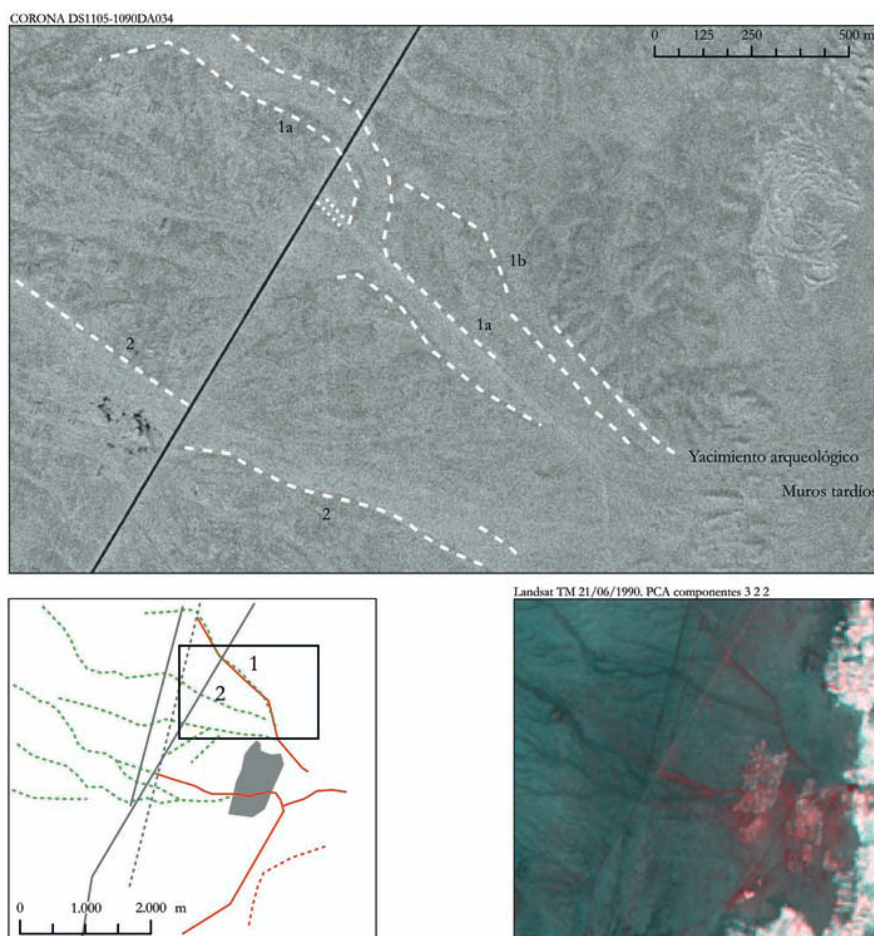 CORONA DS1105-1090DA034
0 125 250 500 m
1a
1b
1a
2
Yacimiento arqueológico
Muros tardíos
2
Landsat TM 21/06/1990. PCA componentes 3 2 2
1
2
0 1.000 2.000 m